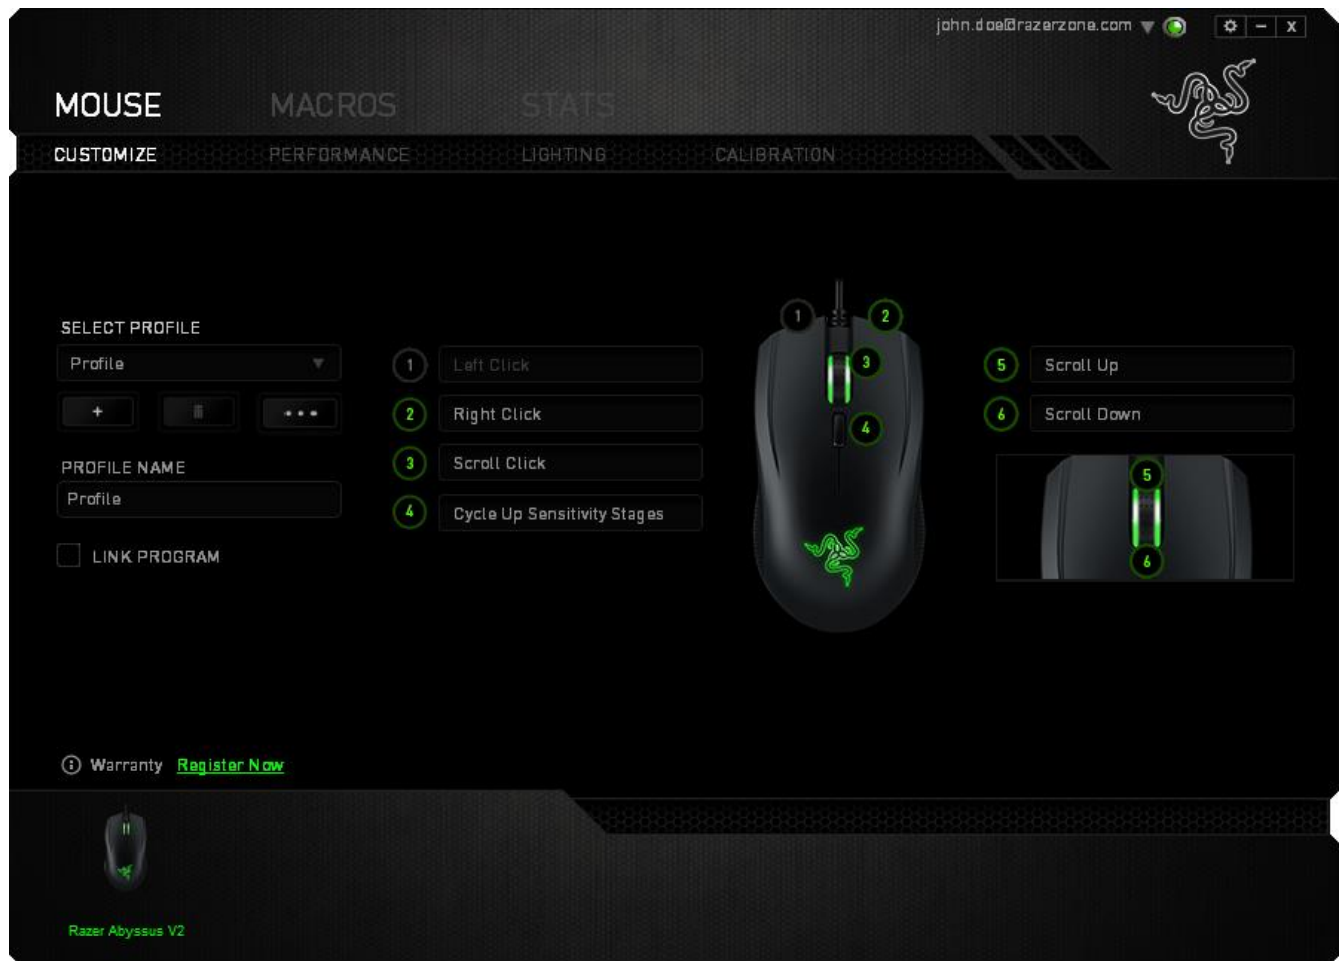 john.doe@razerzone.com
X
MOUSE MACROS STATS
CUSTOMIZE PERFORMANCE LIGHTING CALIBRATION
SELECT PROFILE
Profile
+
PROFILE NAME
Profile
LINK PROGRAM
1 Left Click
2 Right Click
3 Scroll Click
4 Cycle Up Sensitivity Stages
1
2
3
4
5 Scroll Up
6 Scroll Down
5
6
Warranty Register Now
Razer Abyssus V2